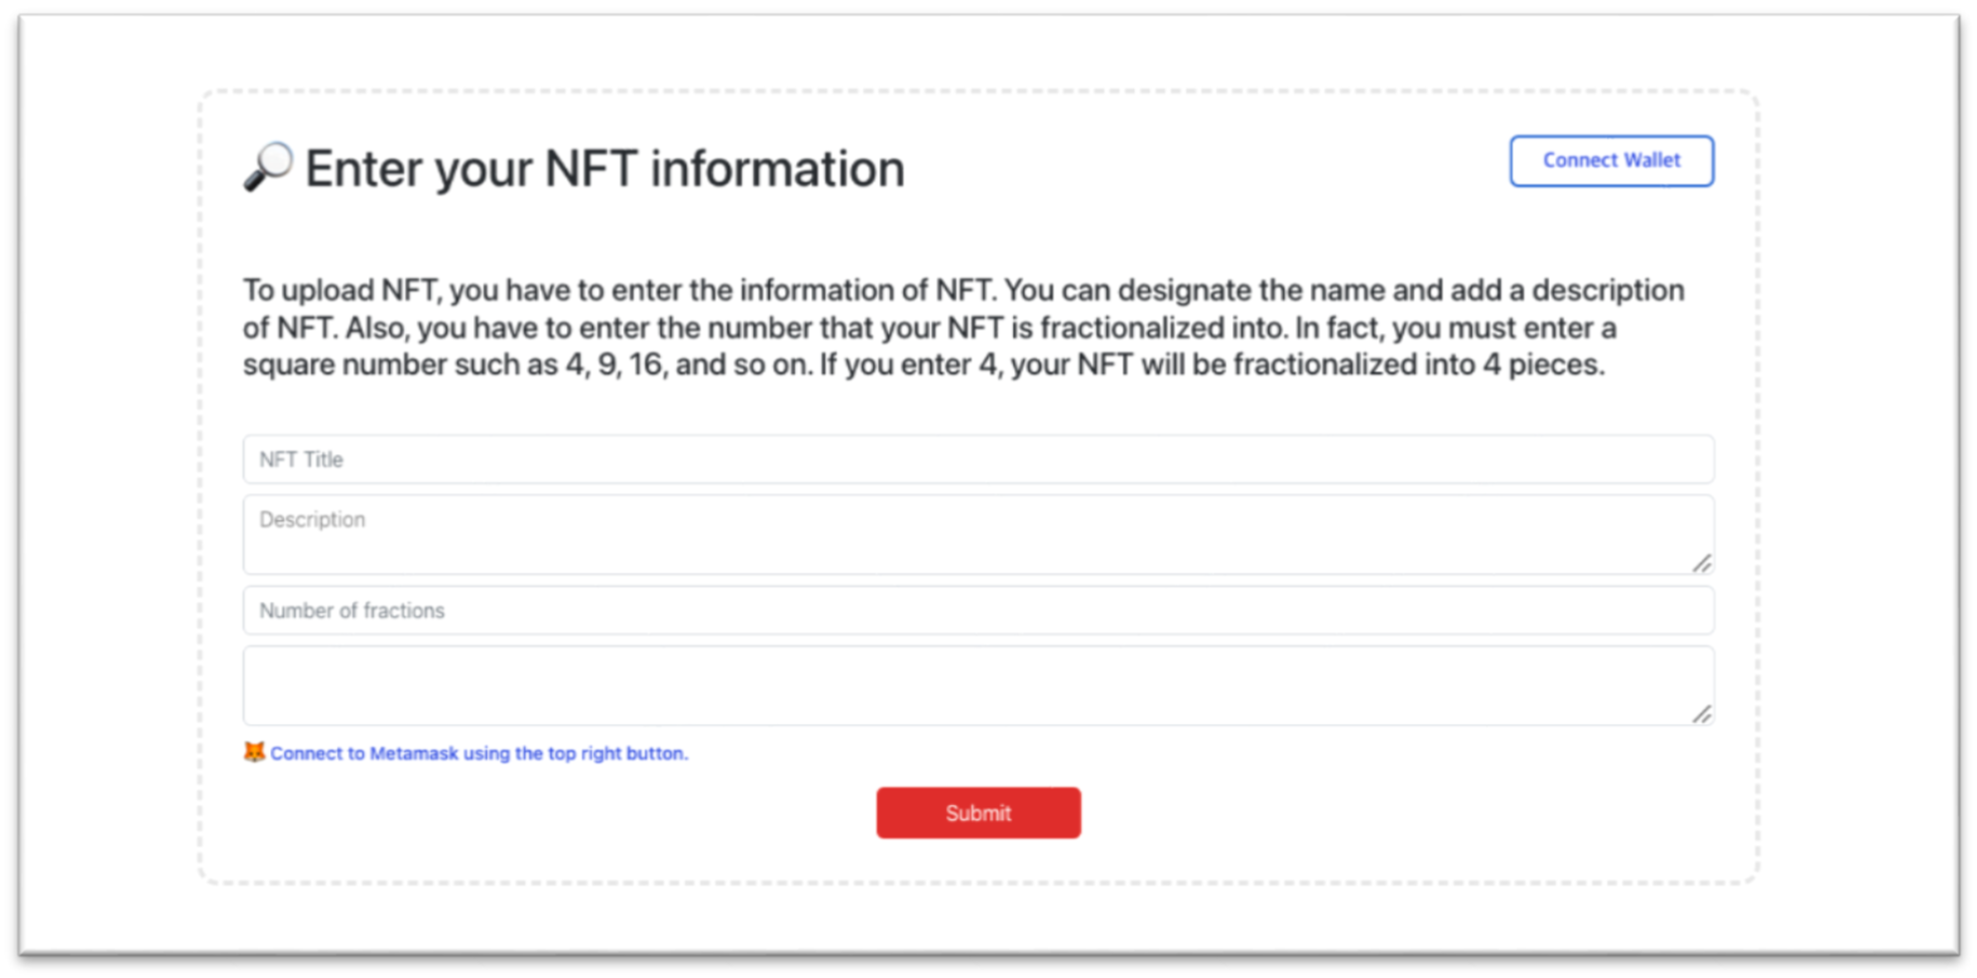 Enter your NFT information
Connect Wallet
To upload NFT, you have to enter the information of NFT. You can designate the name and add a description
of NFT. Also, you have to enter the number that your NFT is fractionalized into. In fact, you must enter a
square number such as 4, 9, 16, and so on. If you enter 4, your NFT will be fractionalized into 4 pieces.
NFT Title
Description
Number of fractions
Connect to Metamask using the top right button.
Submit